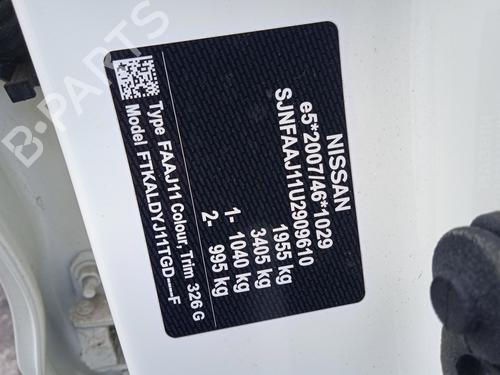 NISSAN
e5*2007/46*1029
SJNFAAJ11U2909610
1955 kg
3405 kg
1- 1040 kg
2- 995 kg
Type FAAJ11 Colour, Trim 326 G
Model FTKALDYJ11TGD----F
B-PARTS